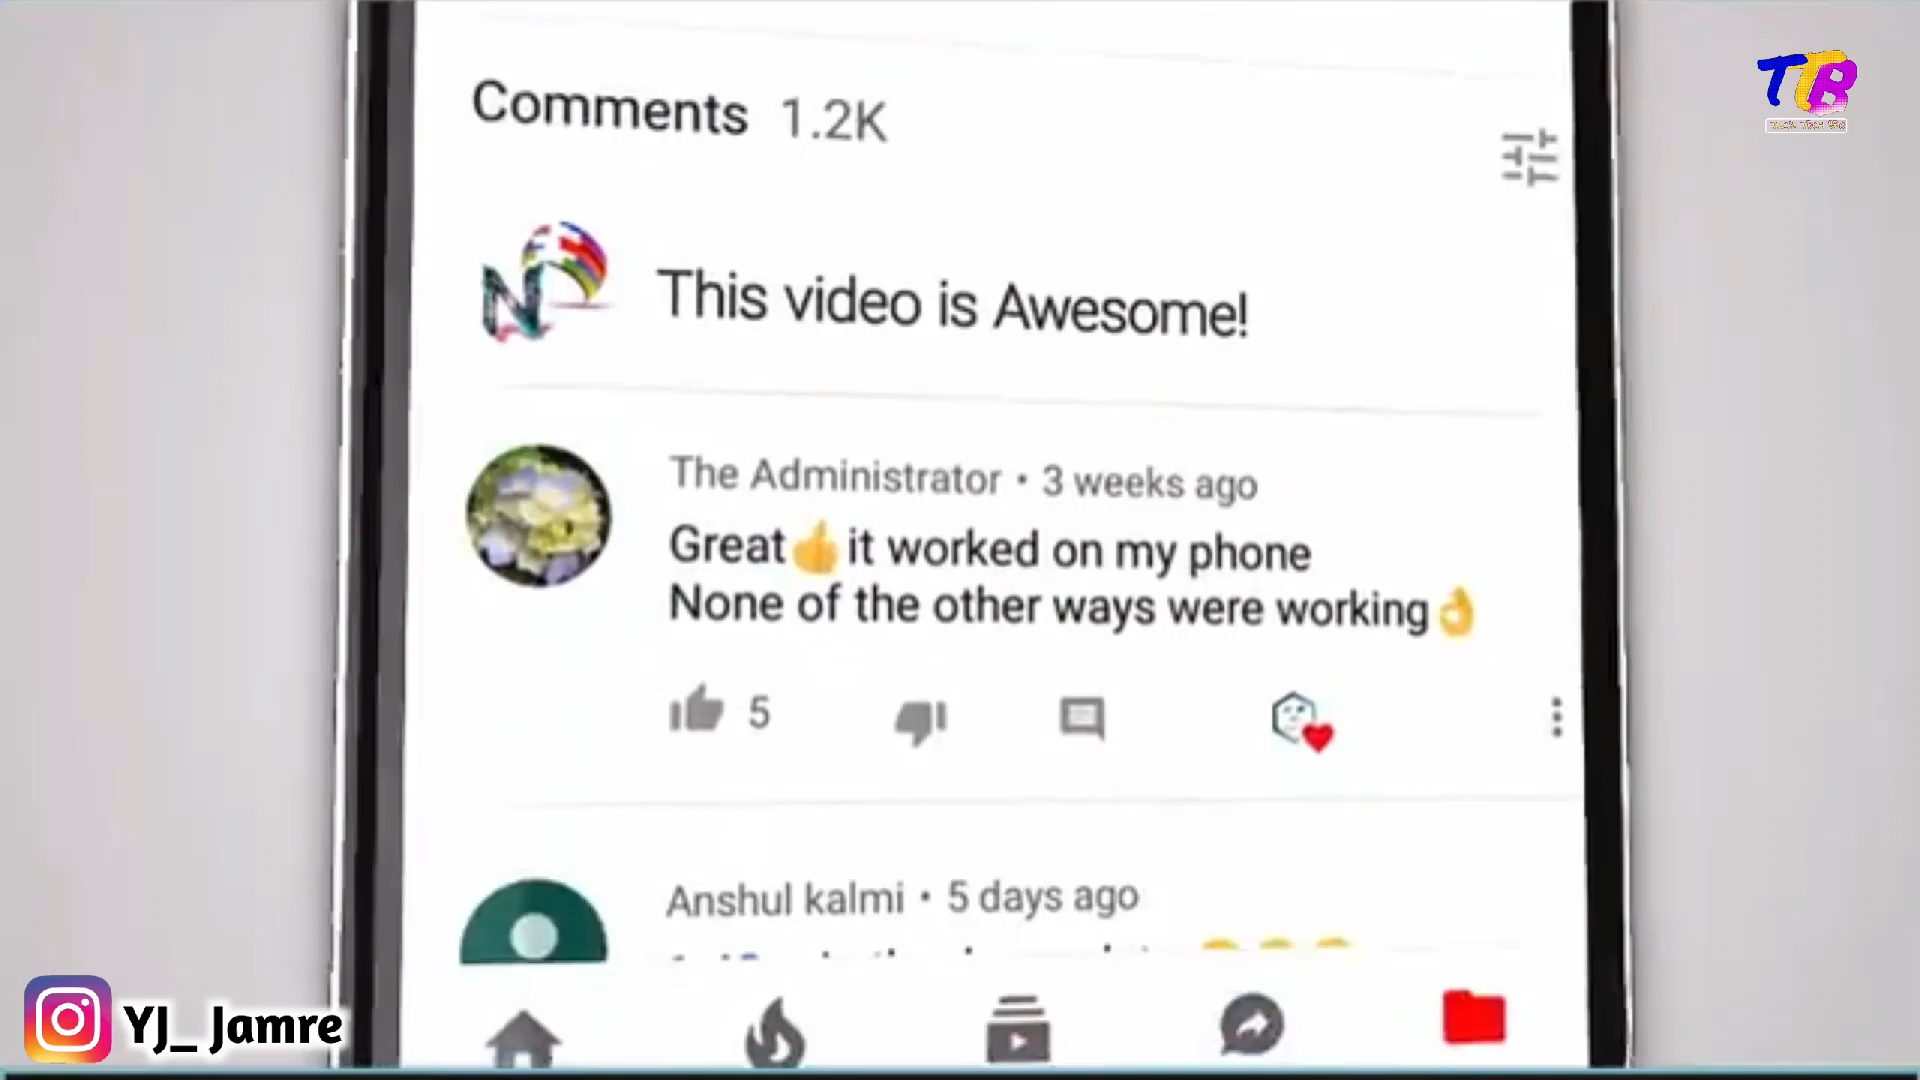 Comments 1.2K
TTB
This video is Awesome!
The Administrator • 3 weeks ago
Great👍it worked on my phone
None of the other ways were working👌
5
Anshul kalmi • 5 days ago
YJ_ Jamre